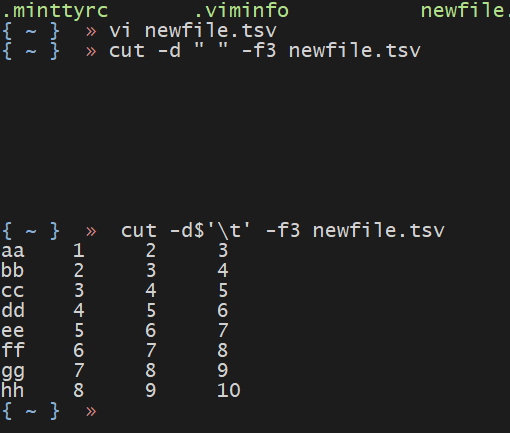 .minttyrc       .viminfo           newfile.
{ ~ }  » vi newfile.tsv
{ ~ }  » cut -d " " -f3 newfile.tsv
{ ~ }  »  cut -d$'\t' -f3 newfile.tsv
aa    1     2     3
bb    2     3     4
cc    3     4     5
dd    4     5     6
ee    5     6     7
ff    6     7     8
gg    7     8     9
hh    8     9     10
{ ~ }  »